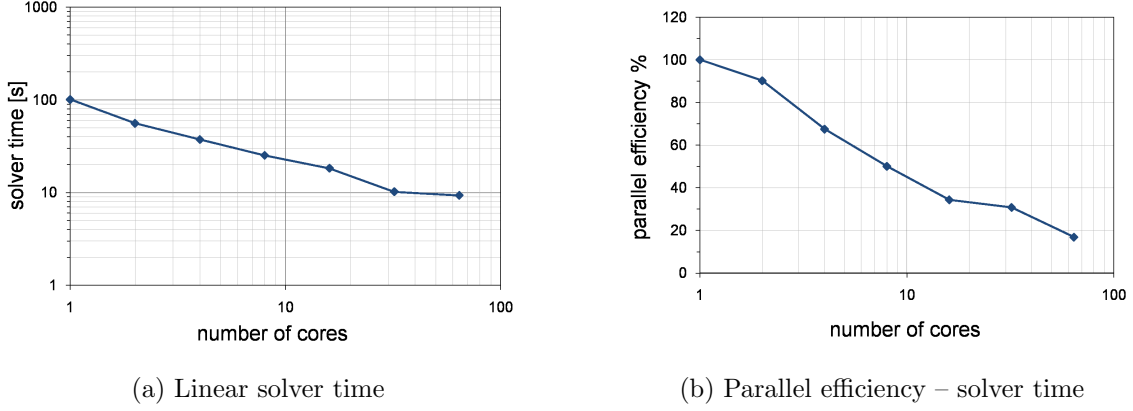 1000
100
10
1
solver time [s]
1
10
100
number of cores
(a) Linear solver time
120
100
80
60
40
20
0
parallel efficiency %
1
10
100
number of cores
(b) Parallel efficiency – solver time